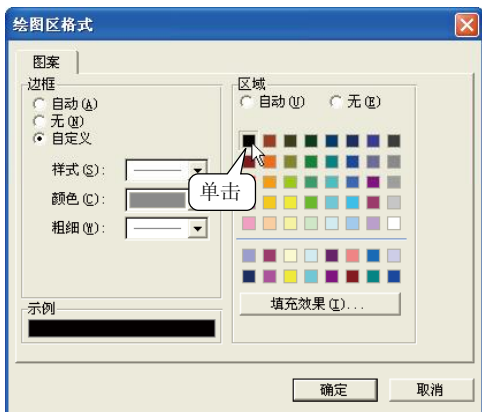 绘图区格式
图案
边框
自动(A)
无(N)
自定义
样式(S):
颜色(C):
粗细(W):
示例
区域
自动(U) 无(E)
单击
填充效果(I)...
确定 取消